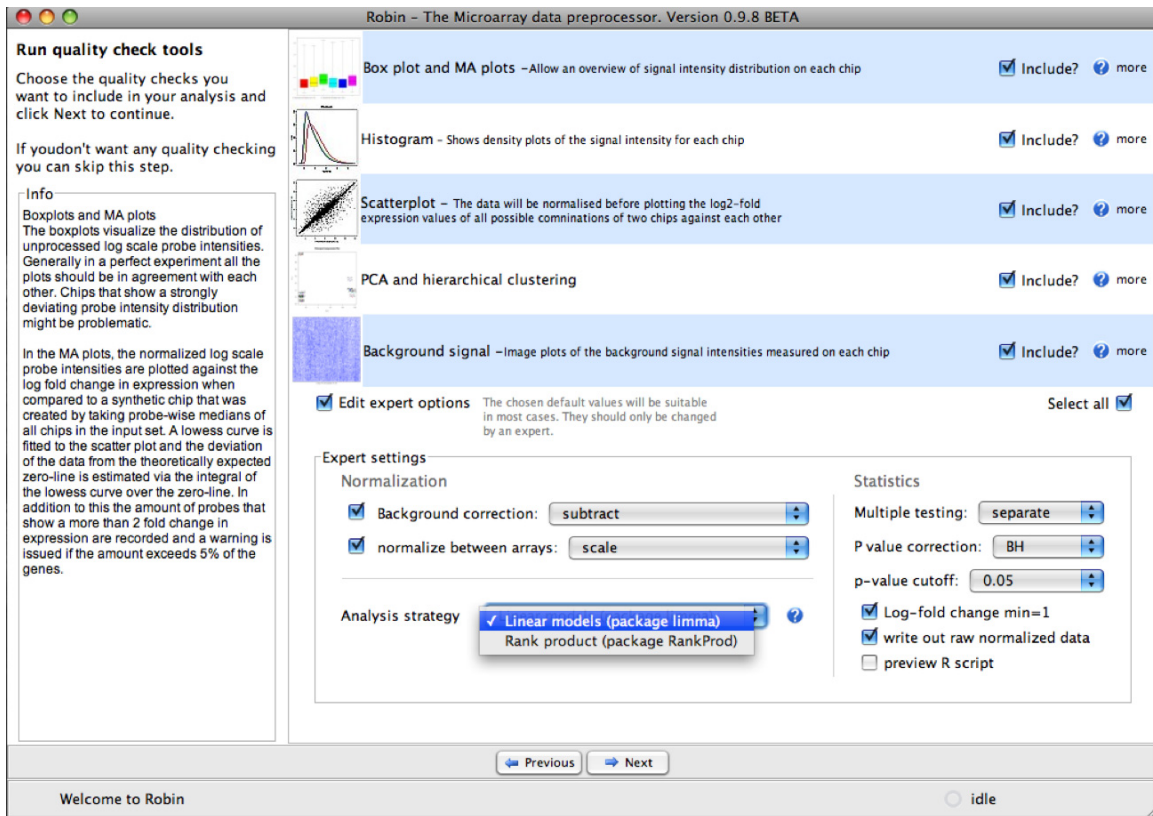 Robin – The Microarray data preprocessor. Version 0.9.8 BETA
Run quality check tools
Choose the quality checks you
want to include in your analysis and
click Next to continue.
If youdon't want any quality checking
you can skip this step.
Info
Boxplots and MA plots
The boxplots visualize the distribution of
unprocessed log scale probe intensities.
Generally in a perfect experiment all the
plots should be in agreement with each
other. Chips that show a strongly
deviating probe intensity distribution
might be problematic.
In the MA plots, the normalized log scale
probe intensities are plotted against the
log fold change in expression when
compared to a synthetic chip that was
created by taking probe-wise medians of
all chips in the input set. A lowess curve is
fitted to the scatter plot and the deviation
of the data from the theoretically expected
zero-line is estimated via the integral of
the lowess curve over the zero-line. In
addition to this the amount of probes that
show a more than 2 fold change in
expression are recorded and a warning is
issued if the amount exceeds 5% of the
genes.
Box plot and MA plots –Allow an overview of signal intensity distribution on each chip
Include? ? more
Histogram – Shows density plots of the signal intensity for each chip
Include? ? more
Scatterplot – The data will be normalised before plotting the log2-fold
expression values of all possible comninations of two chips against each other
Include? ? more
PCA and hierarchical clustering
Include? ? more
Background signal –Image plots of the background signal intensities measured on each chip
Include? ? more
Edit expert options
The chosen default values will be suitable
in most cases. They should only be changed
by an expert.
Select all
Expert settings
Normalization
Background correction: subtract
normalize between arrays: scale
Analysis strategy
✓ Linear models (package limma)
Rank product (package RankProd)
?
Statistics
Multiple testing: separate
P value correction: BH
p-value cutoff: 0.05
Log-fold change min=1
write out raw normalized data
preview R script
Previous
Next
Welcome to Robin
idle